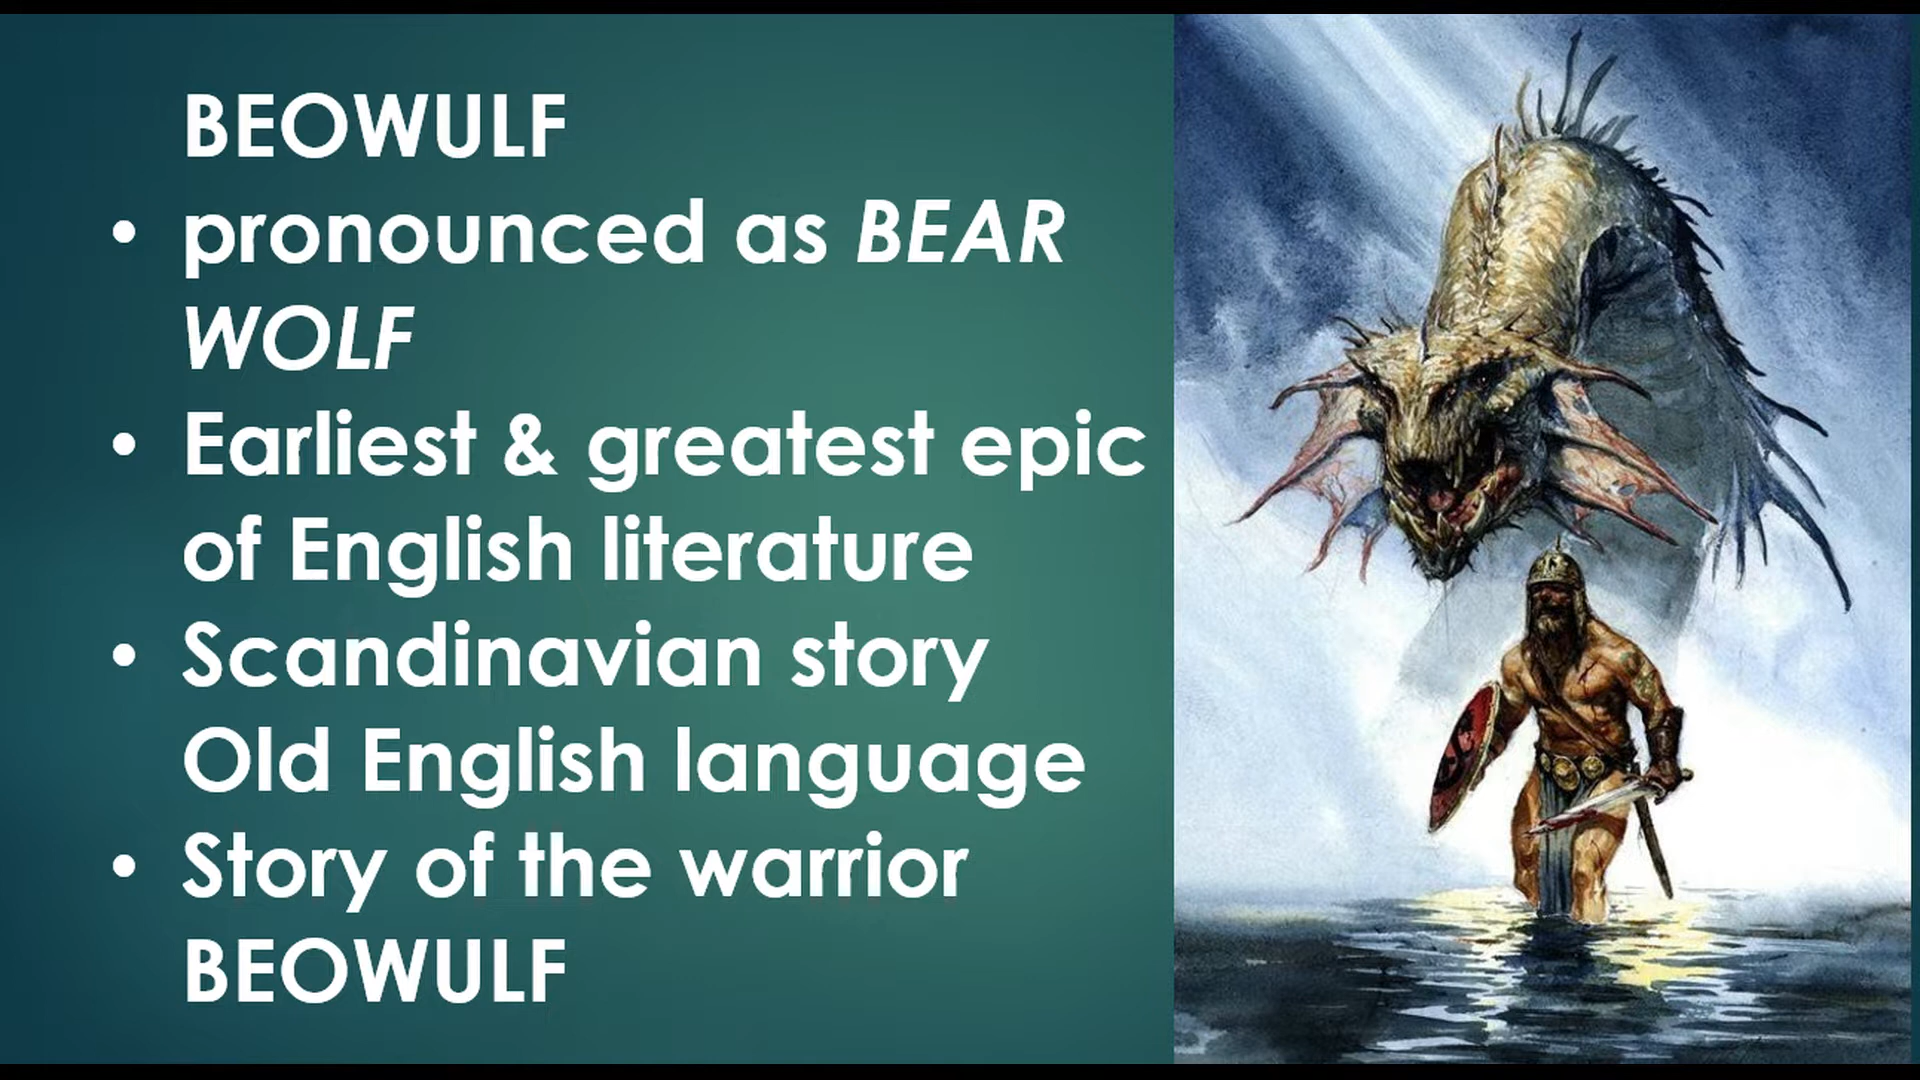 BEOWULF
• pronounced as BEAR
WOLF
• Earliest & greatest epic
of English literature
• Scandinavian story
Old English language
• Story of the warrior
BEOWULF